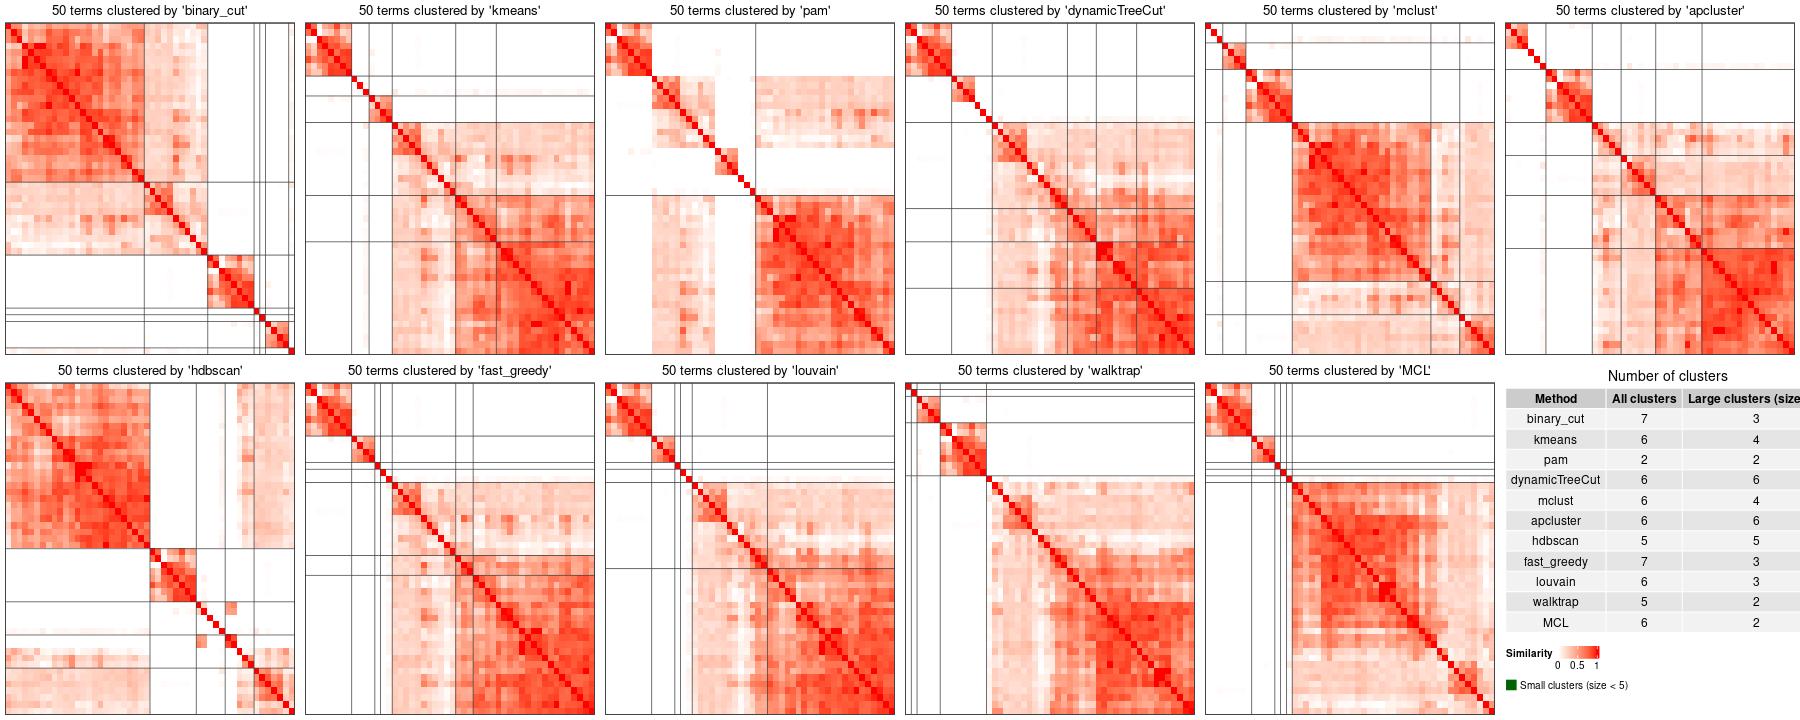 50 terms clustered by 'binary_cut'
50 terms clustered by 'kmeans'
50 terms clustered by 'pam'
50 terms clustered by 'dynamicTreeCut'
50 terms clustered by 'mclust'
50 terms clustered by 'apcluster'
50 terms clustered by 'hdbscan'
50 terms clustered by 'fast_greedy'
50 terms clustered by 'louvain'
50 terms clustered by 'walktrap'
50 terms clustered by 'MCL'
Number of clusters
Method All clusters Large clusters (size
binary_cut 7 3
kmeans 6 4
pam 2 2
dynamicTreeCut 6 6
mclust 6 4
apcluster 6 6
hdbscan 5 5
fast_greedy 7 3
louvain 6 3
walktrap 5 2
MCL 6 2
Similarity
0 0.5 1
Small clusters (size < 5)